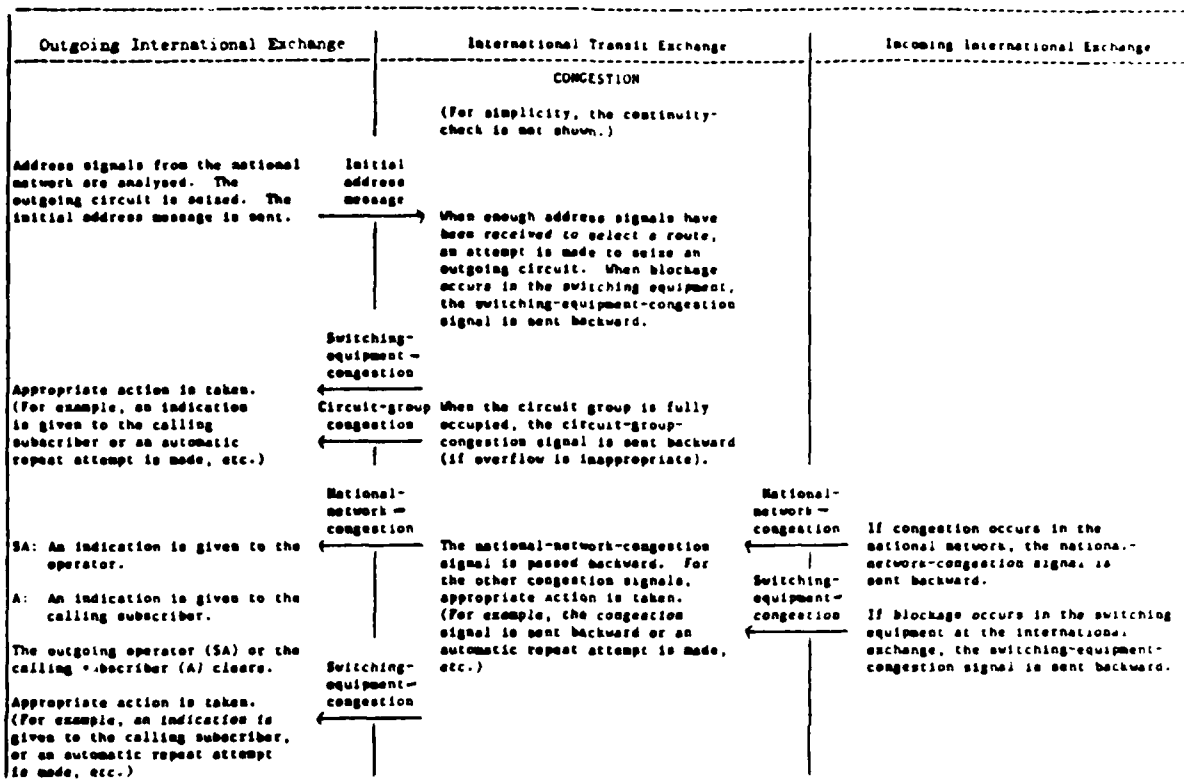 Outgoing International Exchange
International Transit Exchange
Incoming International Exchange
CONGESTION
(For simplicity, the continuity-
check is not shown.)
Address signals from the national
network are analysed. The
outgoing circuit is seized. The
initial address message is sent.
Initial
address
message
When enough address signals have
been received to select a route,
an attempt is made to seize an
outgoing circuit. When blockage
occurs in the switching equipment,
the switching-equipment-congestion
signal is sent backward.
Switching-
equipment-
congestion
Appropriate action is taken.
(For example, an indication
is given to the calling
subscriber or an automatic
repeat attempt is made, etc.)
Circuit-group
congestion
When the circuit group is fully
occupied, the circuit-group-
congestion signal is sent backward
(if overflow is inappropriate).
National-
network-
congestion
National-
network-
congestion
SA: An indication is given to the
operator.
A: An indication is given to the
calling subscriber.
The outgoing operator (SA) or the
calling subscriber (A) clears.
The national-network-congestion
signal is passed backward. For
the other congestion signals,
appropriate action is taken.
(For example, the congestion
signal is sent backward or an
automatic repeat attempt is made,
etc.)
If congestion occurs in the
national network, the national-
network-congestion signal is
sent backward.
Switching-
equipment-
congestion
If blockage occurs in the switching
equipment at the international
exchange, the switching-equipment-
congestion signal is sent backward.
Switching-
equipment-
congestion
Appropriate action is taken.
(For example, an indication is
given to the calling subscriber,
or an automatic repeat attempt
is made, etc.)